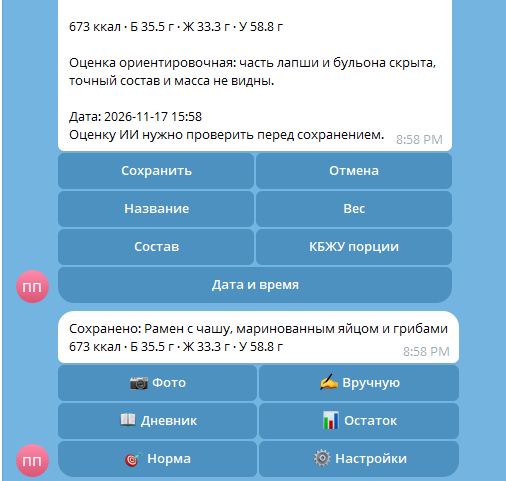 673 ккал · Б 35.5 г · Ж 33.3 г · У 58.8 г
Оценка ориентировочная: часть лапши и бульона скрыта,
точный состав и масса не видны.
Дата: 2026-11-17 15:58
Оценку ИИ нужно проверить перед сохранением.
8:58 PM
Сохранить
Отмена
Название
Вес
Состав
КБЖУ порции
Дата и время
ПП
Сохранено: Рамен с чашу, маринованным яйцом и грибами
673 ккал · Б 35.5 г · Ж 33.3 г · У 58.8 г
8:58 PM
Фото
Вручную
Дневник
Остаток
Норма
Настройки
ПП